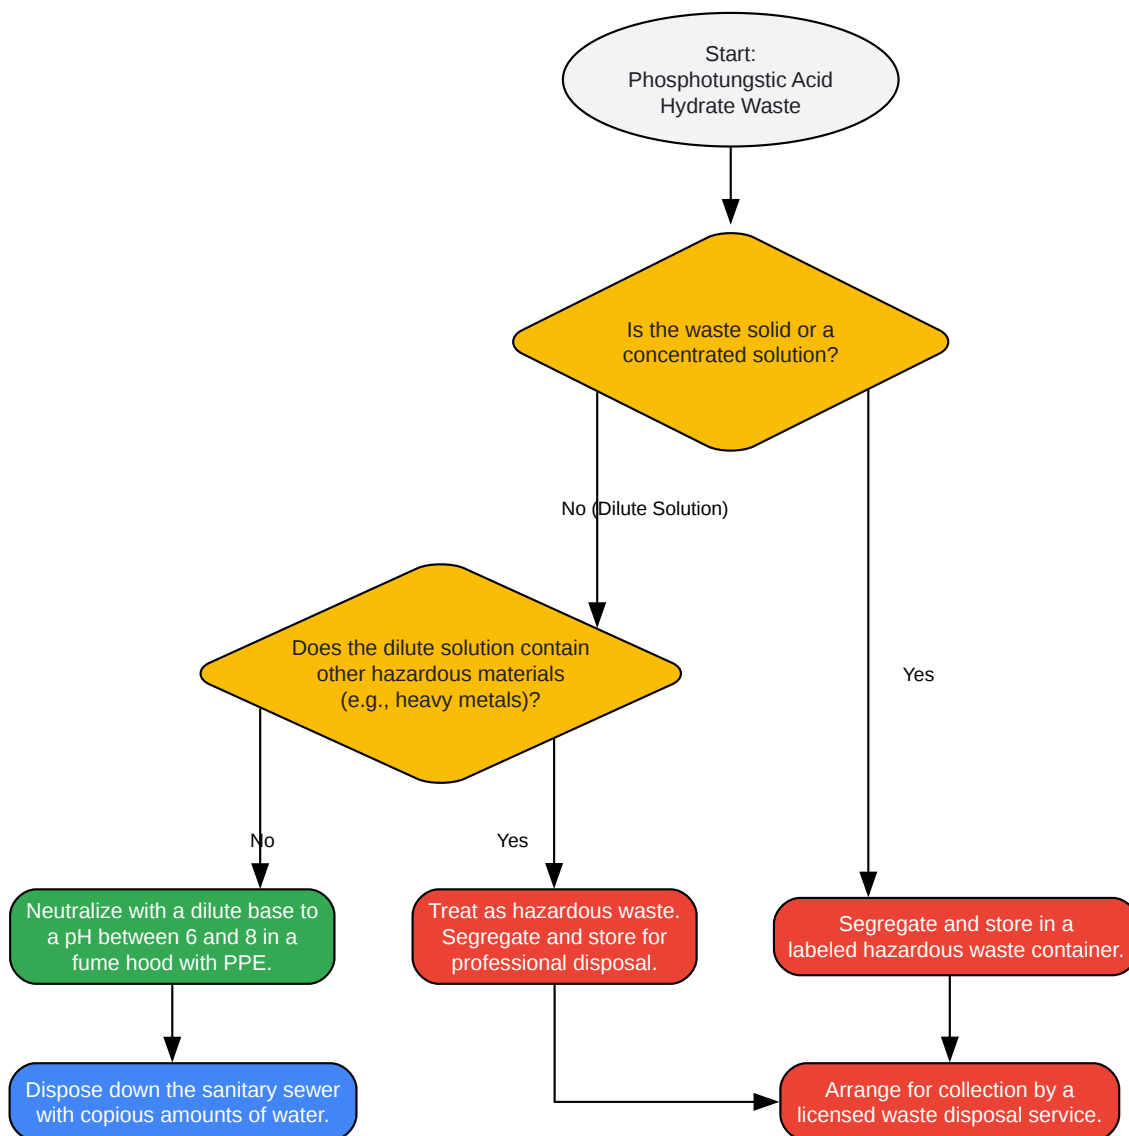 Start:
Phosphotungstic Acid
Hydrate Waste
Is the waste solid or a
concentrated solution?
No (Dilute Solution)
Does the dilute solution contain
other hazardous materials
(e.g., heavy metals)?
Yes
No
Yes
Neutralize with a dilute base to
a pH between 6 and 8 in a
fume hood with PPE.
Treat as hazardous waste.
Segregate and store for
professional disposal.
Segregate and store in a
labeled hazardous waste container.
Dispose down the sanitary sewer
with copious amounts of water.
Arrange for collection by a
licensed waste disposal service.